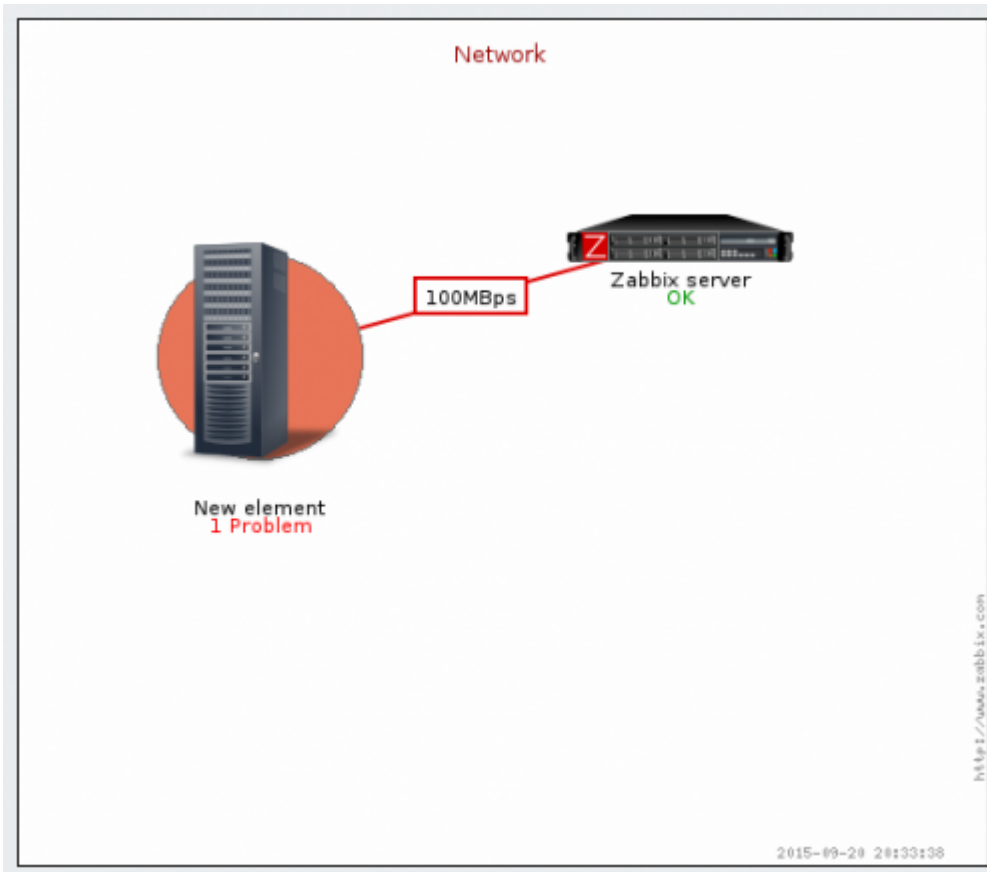 Network
Z
100MBps
Zabbix server
OK
New element
1 Problem
http://www.zabbix.com
2015-09-20 20:33:38